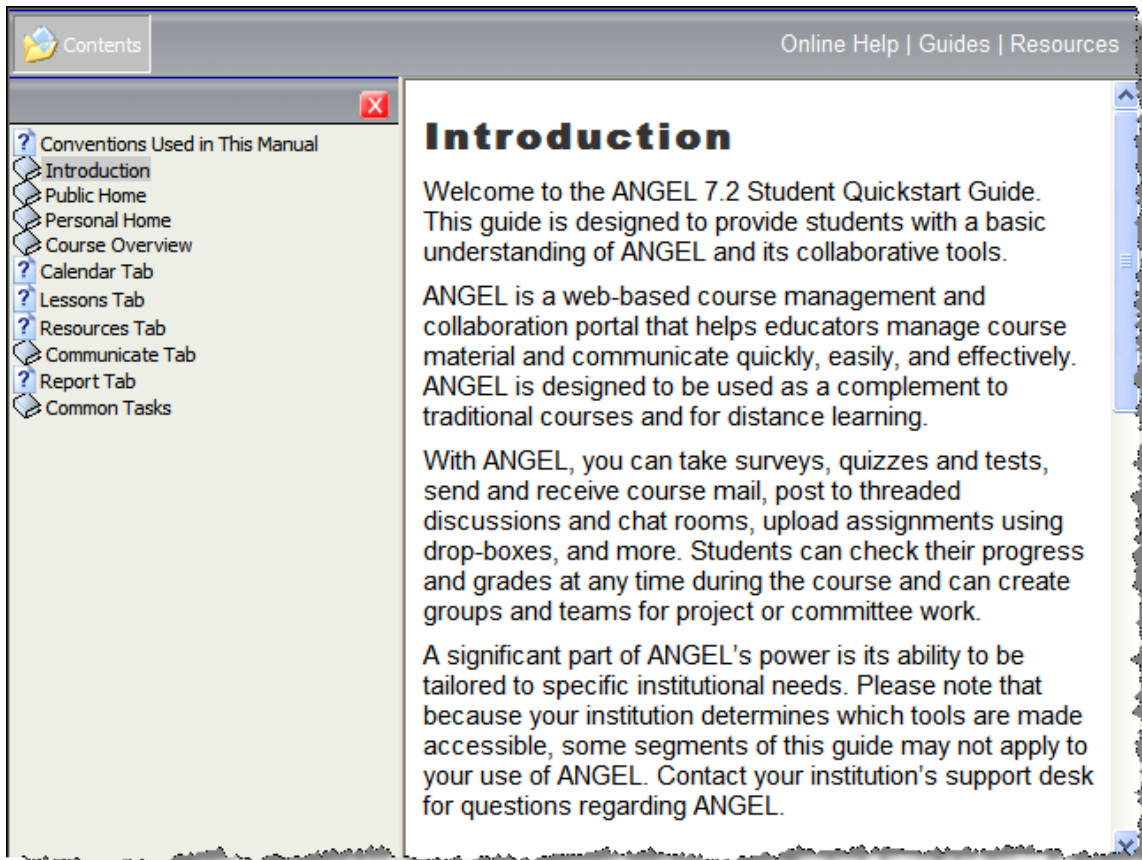 Contents
Online Help | Guides | Resources
Conventions Used in This Manual
Introduction
Public Home
Personal Home
Course Overview
Calendar Tab
Lessons Tab
Resources Tab
Communicate Tab
Report Tab
Common Tasks
Introduction
Welcome to the ANGEL 7.2 Student Quickstart Guide.
This guide is designed to provide students with a basic
understanding of ANGEL and its collaborative tools.
ANGEL is a web-based course management and
collaboration portal that helps educators manage course
material and communicate quickly, easily, and effectively.
ANGEL is designed to be used as a complement to
traditional courses and for distance learning.
With ANGEL, you can take surveys, quizzes and tests,
send and receive course mail, post to threaded
discussions and chat rooms, upload assignments using
drop-boxes, and more. Students can check their progress
and grades at any time during the course and can create
groups and teams for project or committee work.
A significant part of ANGEL's power is its ability to be
tailored to specific institutional needs. Please note that
because your institution determines which tools are made
accessible, some segments of this guide may not apply to
your use of ANGEL. Contact your institution's support desk
for questions regarding ANGEL.